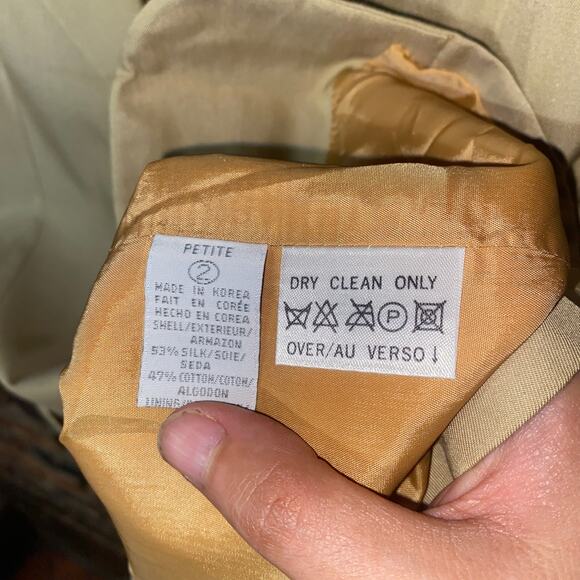 PETITE
2
MADE IN KOREA
FAIT EN CORÉE
HECHO EN COREA
SHELL/EXTERIEUR/
ARMAZON
53% SILK/SOIE/
SEDA
47% COTTON/COTON/
ALGODON
DRY CLEAN ONLY
P
OVER/AU VERSO↓